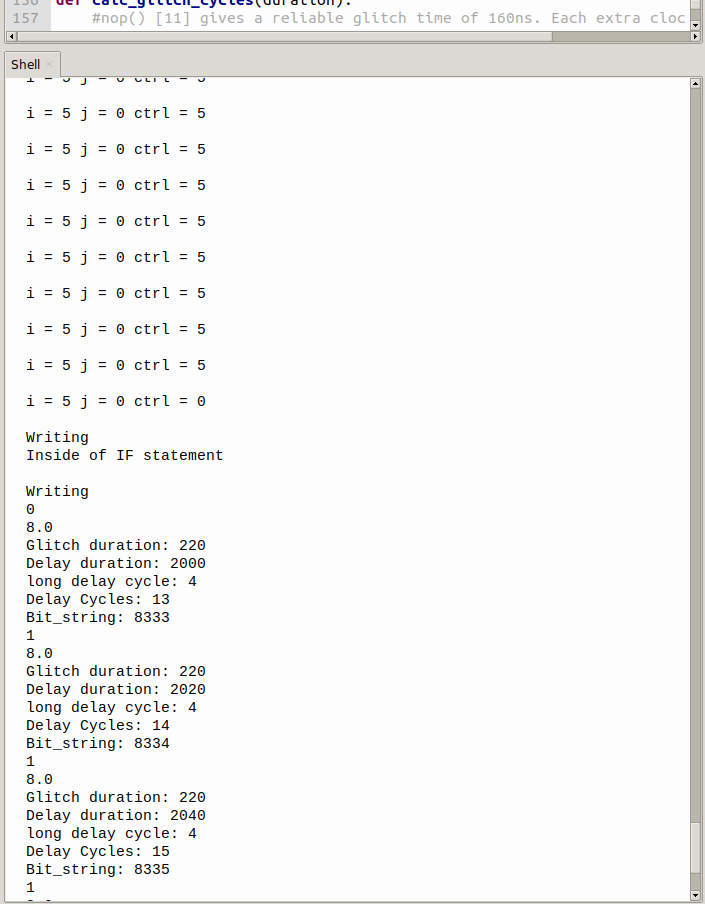 156 def calc_glitch_cycles(duration):
157 #nop() [11] gives a reliable glitch time of 160ns. Each extra cloc
Shell
i = 5 j = 0 ctrl = 5
i = 5 j = 0 ctrl = 5
i = 5 j = 0 ctrl = 5
i = 5 j = 0 ctrl = 5
i = 5 j = 0 ctrl = 5
i = 5 j = 0 ctrl = 5
i = 5 j = 0 ctrl = 5
i = 5 j = 0 ctrl = 5
i = 5 j = 0 ctrl = 5
i = 5 j = 0 ctrl = 0
Writing
Inside of IF statement
Writing
0
8.0
Glitch duration: 220
Delay duration: 2000
long delay cycle: 4
Delay Cycles: 13
Bit_string: 8333
1
8.0
Glitch duration: 220
Delay duration: 2020
long delay cycle: 4
Delay Cycles: 14
Bit_string: 8334
1
8.0
Glitch duration: 220
Delay duration: 2040
long delay cycle: 4
Delay Cycles: 15
Bit_string: 8335
1